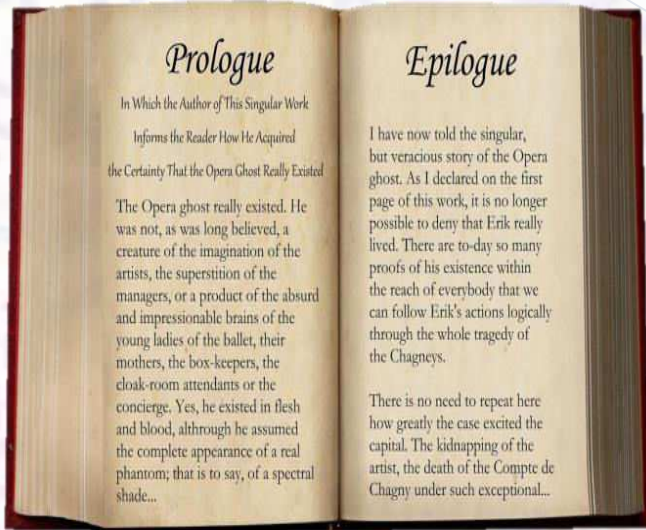 Prologue
In Which the Author of This Singular Work
Informs the Reader How He Acquired
the Certainty That the Opera Ghost Really Existed
The Opera ghost really existed. He
was not, as was long believed, a
creature of the imagination of the
artists, the superstition of the
managers, or a product of the absurd
and impressionable brains of the
young ladies of the ballet, their
mothers, the box-keepers, the
cloak-room attendants or the
concierge. Yes, he existed in flesh
and blood, althrough he assumed
the complete appearance of a real
phantom; that is to say, of a spectral
shade...
Epilogue
I have now told the singular,
but veracious story of the Opera
ghost. As I declared on the first
page of this work, it is no longer
possible to deny that Erik really
lived. There are to-day so many
proofs of his existence within
the reach of everybody that we
can follow Erik's actions logically
through the whole tragedy of
the Chagneys.
There is no need to repeat here
how greatly the case excited the
capital. The kidnapping of the
artist, the death of the Compte de
Chagny under such exceptional...